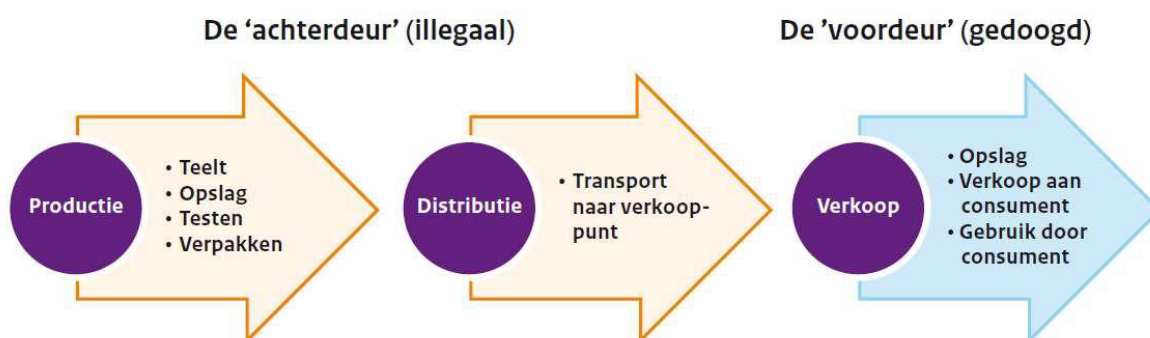 De ‘achterdeur’ (illegaal)
De ’voordeur’ (gedoogd)
Productie
• Teelt
• Opslag
• Testen
• Verpakken
Distributie
• Transport
naar verkoop-
punt
Verkoop
• Opslag
• Verkoop aan
consument
• Gebruik door
consument